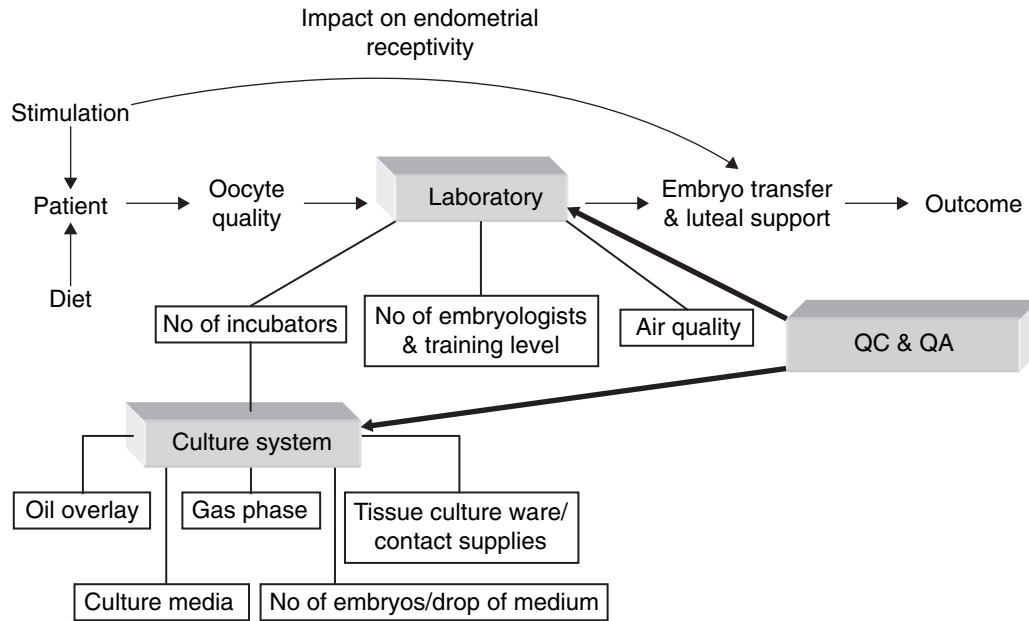 Impact on endometrial
receptivity
Stimulation
Patient
Oocyte
quality
Laboratory
Embryo transfer
& luteal support
Outcome
Diet
No of incubators
No of embryologists
& training level
Air quality
QC & QA
Culture system
Oil overlay
Gas phase
Tissue culture ware/
contact supplies
Culture media
No of embryos/drop of medium